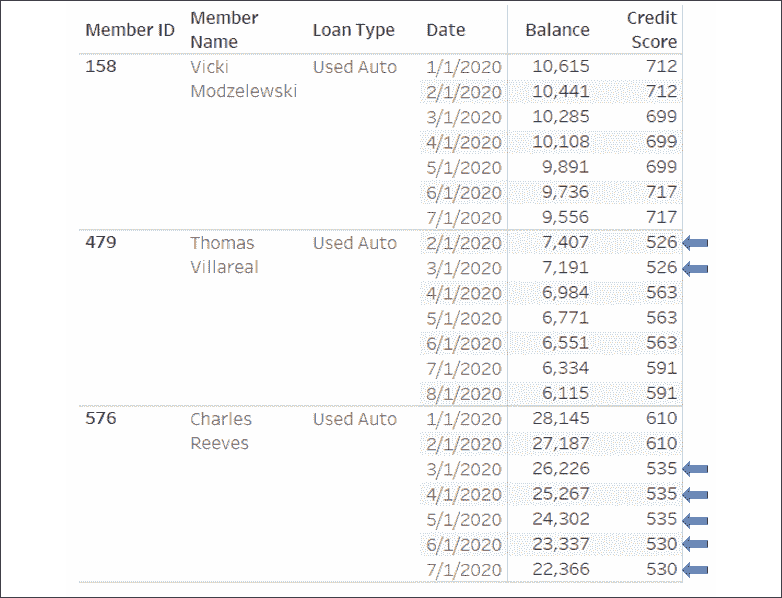 Member ID Member Name Loan Type Date Balance Credit Score
158 Vicki Modzelewski Used Auto 1/1/2020 10,615 712
2/1/2020 10,441 712
3/1/2020 10,285 699
4/1/2020 10,108 699
5/1/2020 9,891 699
6/1/2020 9,736 717
7/1/2020 9,556 717
479 Thomas Villareal Used Auto 2/1/2020 7,407 526
3/1/2020 7,191 526
4/1/2020 6,984 563
5/1/2020 6,771 563
6/1/2020 6,551 563
7/1/2020 6,334 591
8/1/2020 6,115 591
576 Charles Reeves Used Auto 1/1/2020 28,145 610
2/1/2020 27,187 610
3/1/2020 26,226 535
4/1/2020 25,267 535
5/1/2020 24,302 535
6/1/2020 23,337 530
7/1/2020 22,366 530